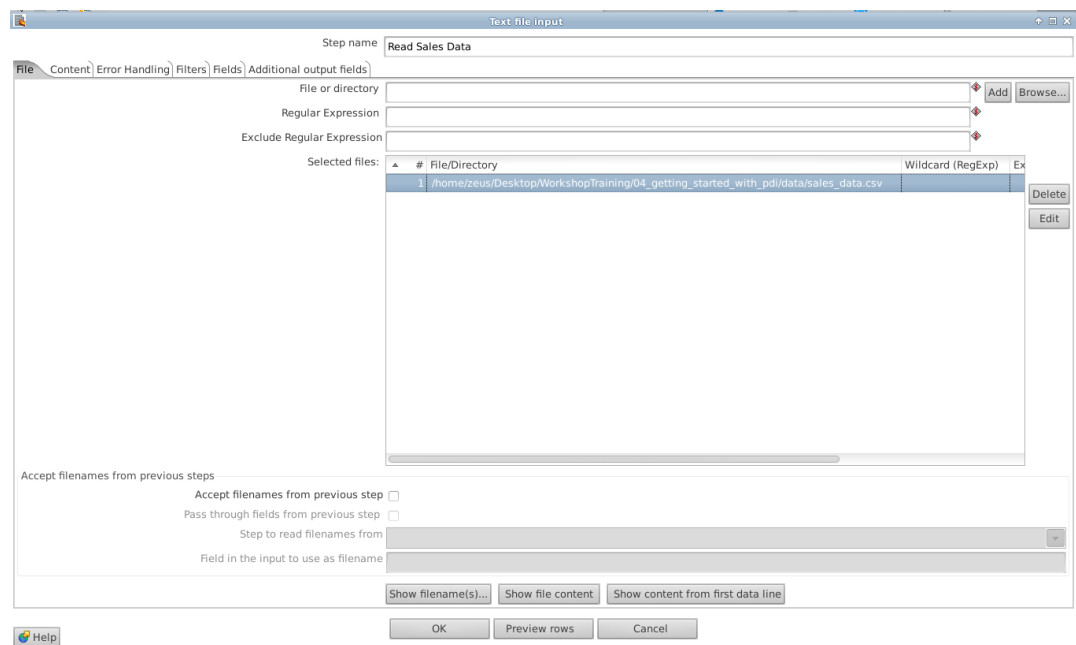 Text file input
Step name Read Sales Data
File Content Error Handling Filters Fields Additional output fields
File or directory Add Browse...
Regular Expression
Exclude Regular Expression
Selected files: # File/Directory Wildcard (RegExp) Ex
1 /home/zeus/Desktop/WorkshopTraining/04_getting_started_with_pdi/data/sales_data.csv
Delete
Edit
Accept filenames from previous steps
Accept filenames from previous step
Pass through fields from previous step
Step to read filenames from
Field in the input to use as filename
Show filename(s)... Show file content Show content from first data line
OK Preview rows Cancel
Help